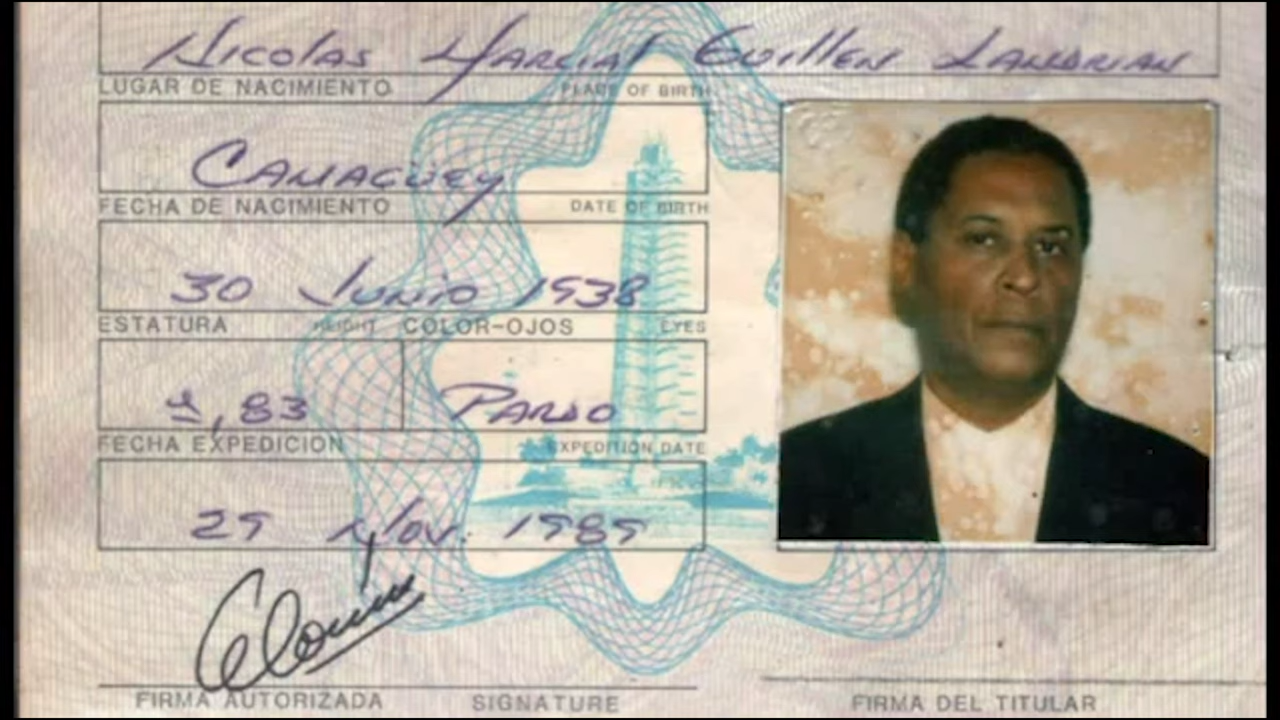 Nicolas Marcial Guillen Landrian
LUGAR DE NACIMIENTO PLACE OF BIRTH
Camagüey
FECHA DE NACIMIENTO DATE OF BIRTH
30 Junio 1938
ESTATURA HEIGHT COLOR-OJOS EYES
1,83 Pardo
FECHA EXPEDICION EXPEDITION DATE
29 Nov. 1989
FIRMA AUTORIZADA SIGNATURE FIRMA DEL TITULAR